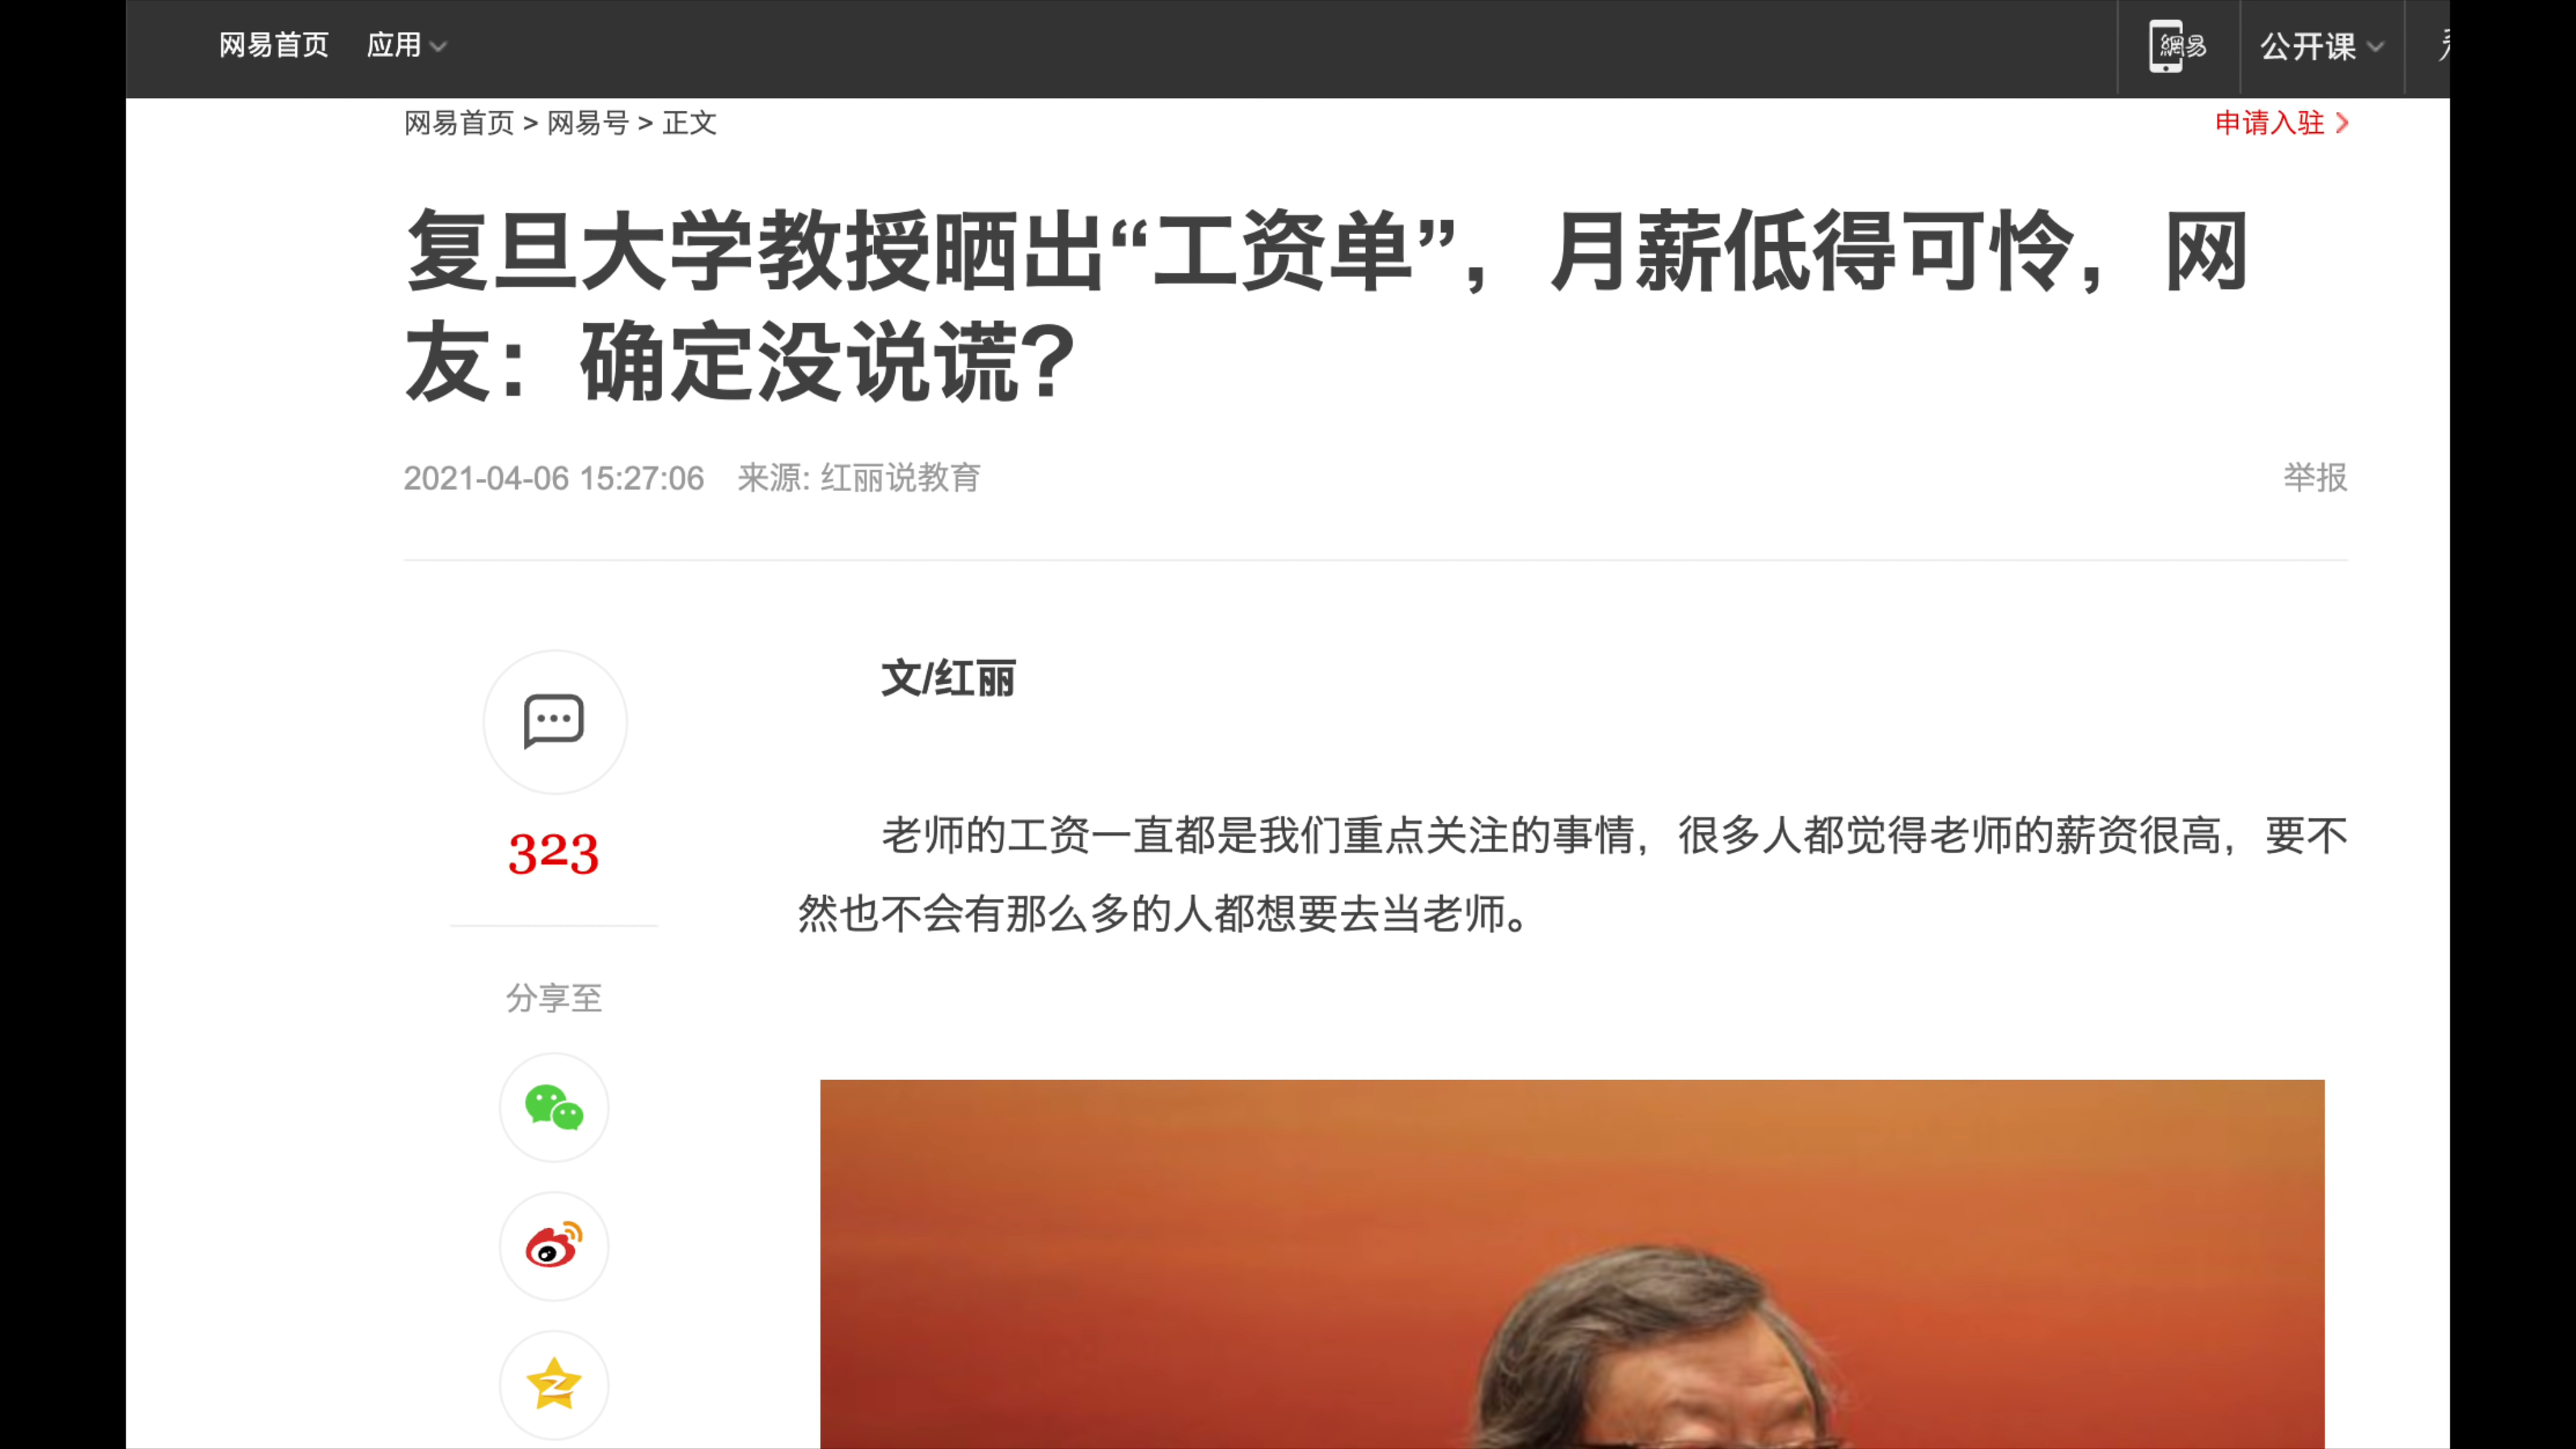 网易首页 应用
網易 公开课
网易首页 > 网易号 > 正文
申请入驻 >
复旦大学教授晒出“工资单”，月薪低得可怜，网
友：确定没说谎？
2021-04-06 15:27:06 来源: 红丽说教育
举报
文/红丽
323
老师的工资一直都是我们重点关注的事情，很多人都觉得老师的薪资很高，要不
然也不会有那么多的人都想要去当老师。
分享至